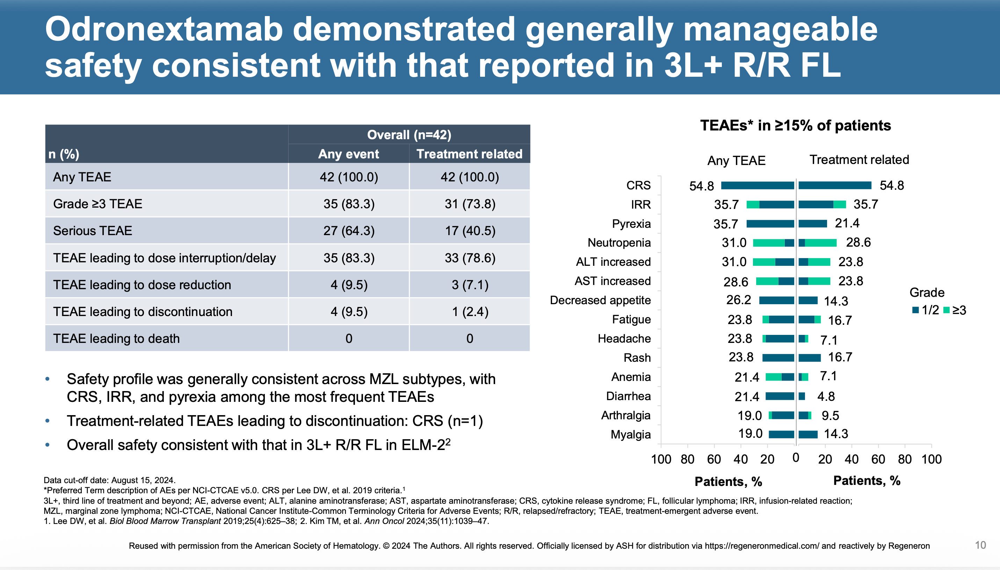 Odronextamab demonstrated generally manageable
safety consistent with that reported in 3L+ R/R FL
Overall (n=42)
n (%) Any event Treatment related
Any TEAE 42 (100.0) 42 (100.0)
Grade ≥3 TEAE 35 (83.3) 31 (73.8)
Serious TEAE 27 (64.3) 17 (40.5)
TEAE leading to dose interruption/delay 35 (83.3) 33 (78.6)
TEAE leading to dose reduction 4 (9.5) 3 (7.1)
TEAE leading to discontinuation 4 (9.5) 1 (2.4)
TEAE leading to death 0 0
• Safety profile was generally consistent across MZL subtypes, with
CRS, IRR, and pyrexia among the most frequent TEAEs
• Treatment-related TEAEs leading to discontinuation: CRS (n=1)
• Overall safety consistent with that in 3L+ R/R FL in ELM-2²
TEAEs* in ≥15% of patients
Any TEAE Treatment related
CRS 54.8 54.8
IRR 35.7 35.7
Pyrexia 35.7 21.4
Neutropenia 31.0 28.6
ALT increased 31.0 23.8
AST increased 28.6 23.8
Decreased appetite 26.2 14.3
Fatigue 23.8 16.7
Headache 23.8 7.1
Rash 23.8 16.7
Anemia 21.4 7.1
Diarrhea 21.4 4.8
Arthralgia 19.0 9.5
Myalgia 19.0 14.3
100 80 60 40 20 0 20 40 60 80 100
Patients, % Patients, %
Grade
1/2 ≥3
Data cut-off date: August 15, 2024.
*Preferred Term description of AEs per NCI-CTCAE v5.0. CRS per Lee DW, et al. 2019 criteria.¹
3L+, third line of treatment and beyond; AE, adverse event; ALT, alanine aminotransferase; AST, aspartate aminotransferase; CRS, cytokine release syndrome; FL, follicular lymphoma; IRR, infusion-related reaction;
MZL, marginal zone lymphoma; NCI-CTCAE, National Cancer Institute-Common Terminology Criteria for Adverse Events; R/R, relapsed/refractory; TEAE, treatment-emergent adverse event.
1. Lee DW, et al. Biol Blood Marrow Transplant 2019;25(4):625–38; 2. Kim TM, et al. Ann Oncol 2024;35(11):1039–47.
Reused with permission from the American Society of Hematology. © 2024 The Authors. All rights reserved. Officially licensed by ASH for distribution via https://regeneronmedical.com/ and reactively by Regeneron
10